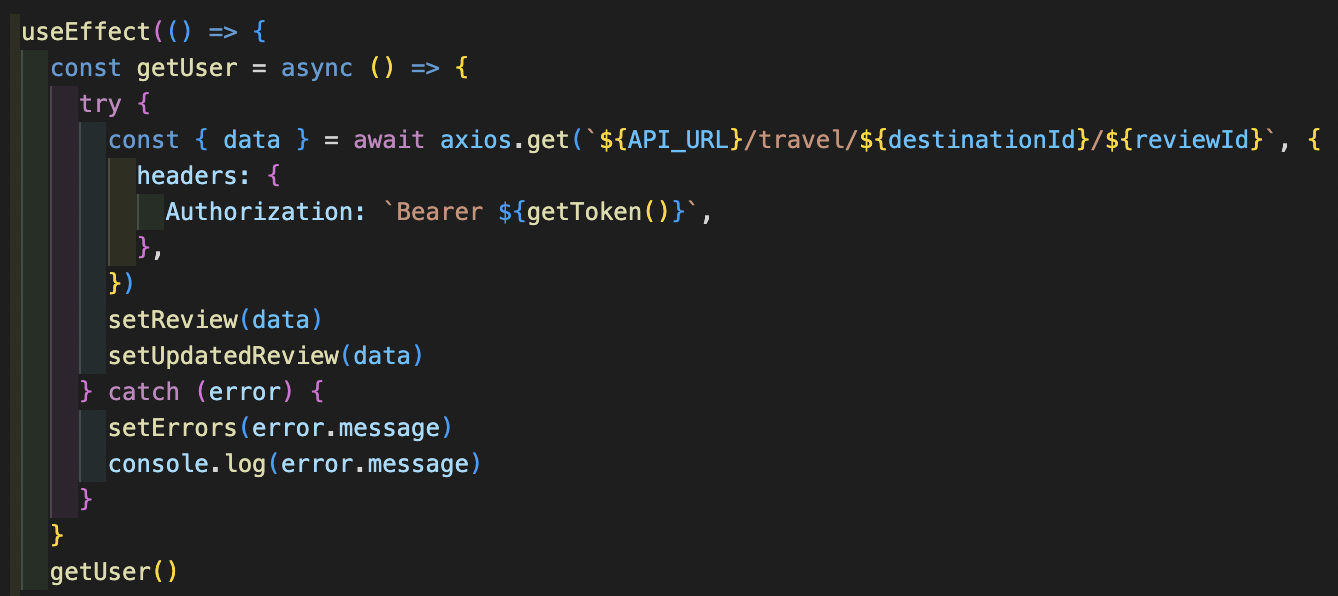 useEffect(() => {
  const getUser = async () => {
    try {
      const { data } = await axios.get(`${API_URL}/travel/${destinationId}/${reviewId}`, {
        headers: {
          Authorization: `Bearer ${getToken()}`,
        },
      })
      setReview(data)
      setUpdatedReview(data)
    } catch (error) {
      setErrors(error.message)
      console.log(error.message)
    }
  }
  getUser()